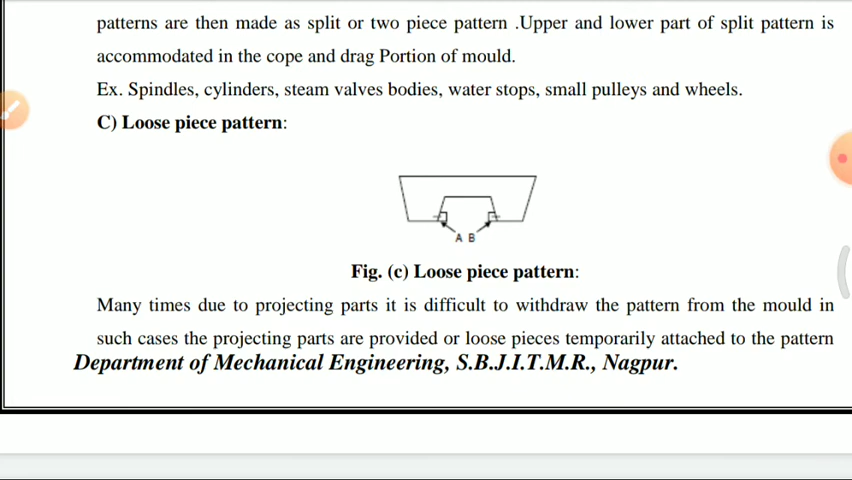 patterns are then made as split or two piece pattern .Upper and lower part of split pattern is
accommodated in the cope and drag Portion of mould.
Ex. Spindles, cylinders, steam valves bodies, water stops, small pulleys and wheels.
C) Loose piece pattern:
A B
Fig. (c) Loose piece pattern:
Many times due to projecting parts it is difficult to withdraw the pattern from the mould in
such cases the projecting parts are provided or loose pieces temporarily attached to the pattern
Department of Mechanical Engineering, S.B.J.I.T.M.R., Nagpur.